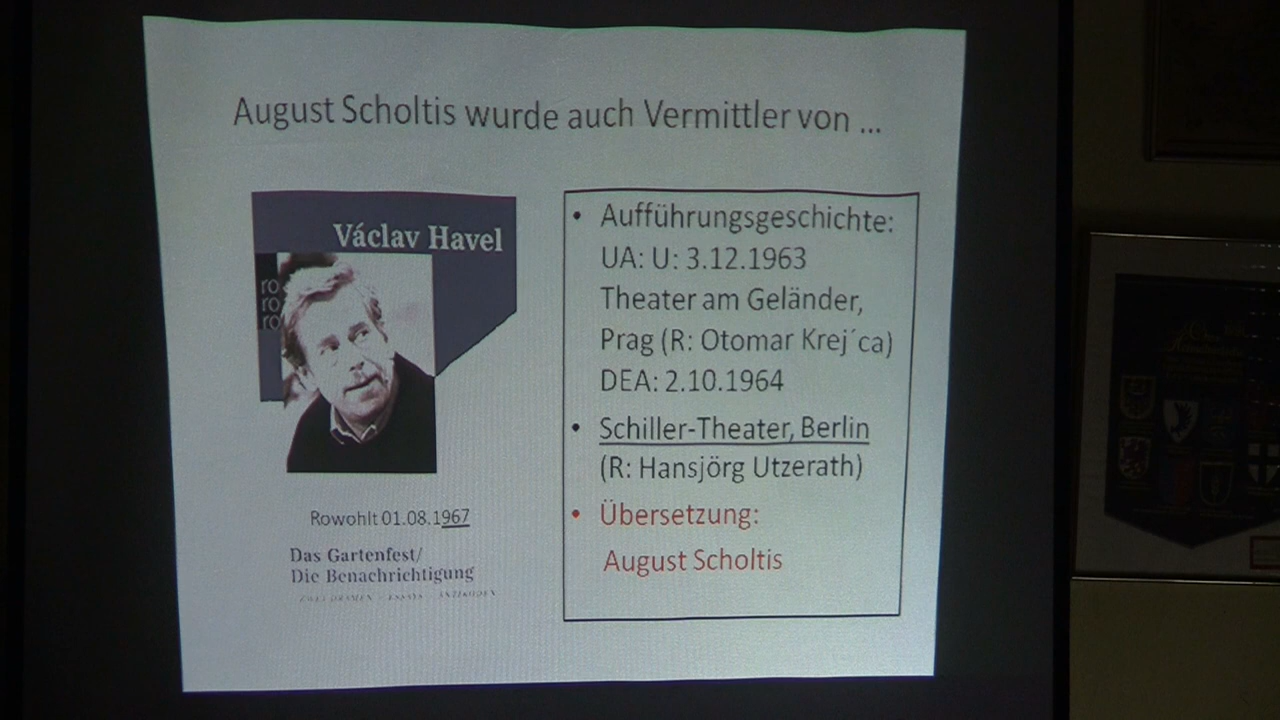 August Scholtis wurde auch Vermittler von ...
Václav Havel
ro
ro
ro
Rowohlt 01.08.1967
Das Gartenfest/
Die Benachrichtigung
• Aufführungsgeschichte:
UA: U: 3.12.1963
Theater am Geländer,
Prag (R: Otomar Krej´ca)
DEA: 2.10.1964
• Schiller-Theater, Berlin
(R: Hansjörg Utzerath)
• Übersetzung:
August Scholtis